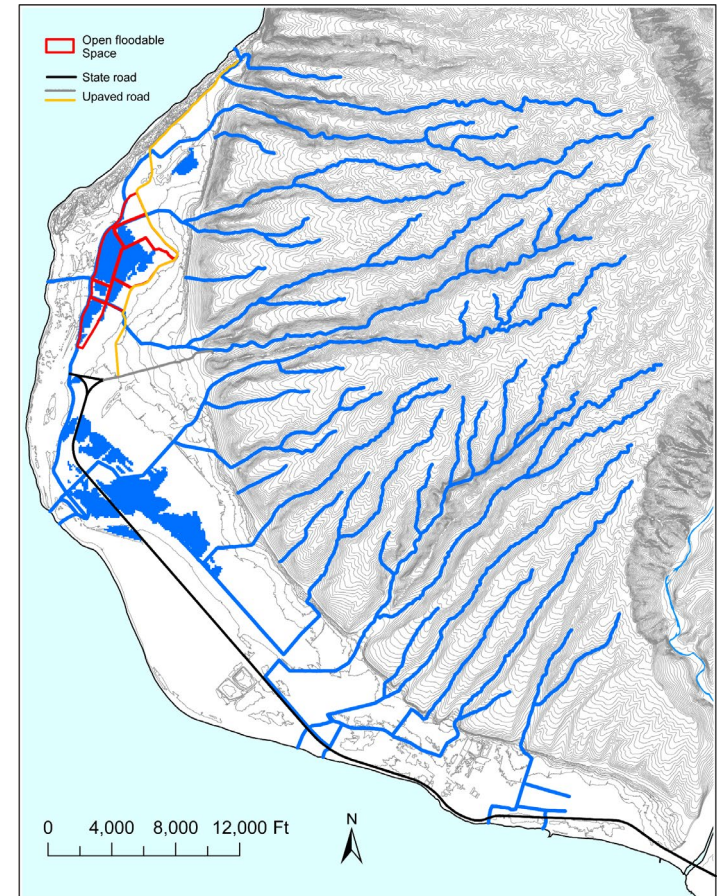 Open floodable
Space
State road
Upaved road
0 4,000 8,000 12,000 Ft
N